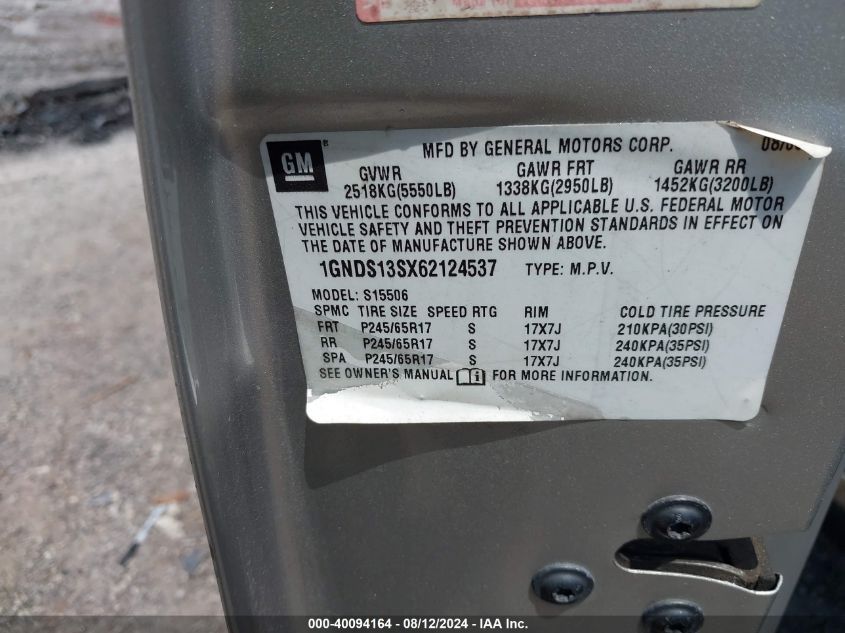 GM
MFD BY GENERAL MOTORS CORP.
GVWR GAWR FRT GAWR RR
2518KG(5550LB) 1338KG(2950LB) 1452KG(3200LB)
THIS VEHICLE CONFORMS TO ALL APPLICABLE U.S. FEDERAL MOTOR
VEHICLE SAFETY AND THEFT PREVENTION STANDARDS IN EFFECT ON
THE DATE OF MANUFACTURE SHOWN ABOVE.
1GNDS13SX62124537 TYPE: M.P.V.
MODEL: S15506
SPMC TIRE SIZE SPEED RTG RIM COLD TIRE PRESSURE
FRT P245/65R17 S 17X7J 210KPA(30PSI)
RR P245/65R17 S 17X7J 240KPA(35PSI)
SPA P245/65R17 S 17X7J 240KPA(35PSI)
SEE OWNER'S MANUAL FOR MORE INFORMATION.
000-40094164 - 08/12/2024 - IAA Inc.